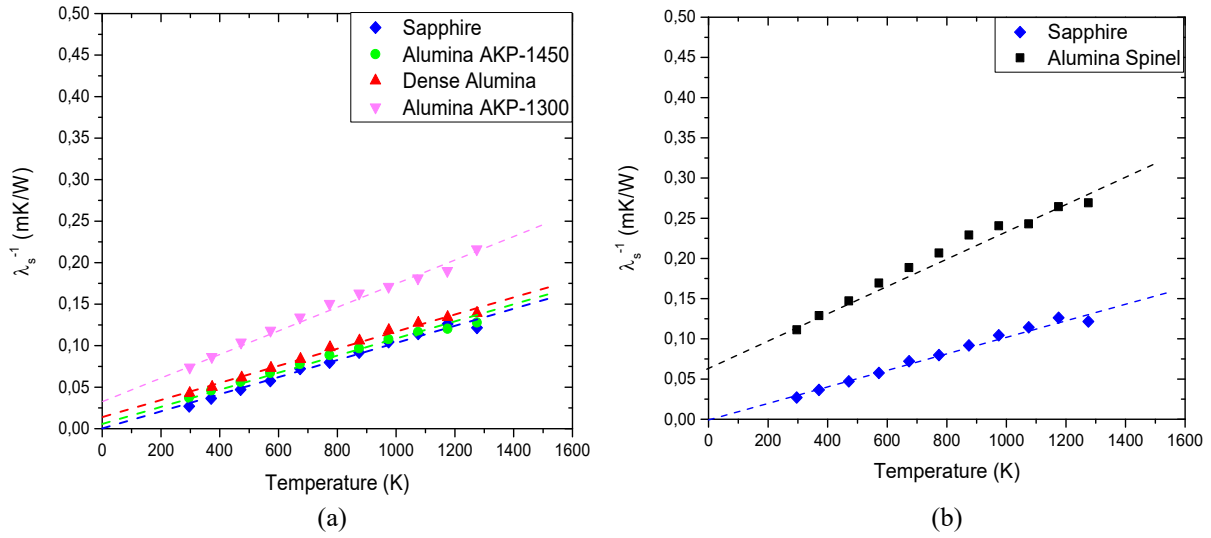 0,50
0,45
0,40
0,35
0,30
0,25
0,20
0,15
0,10
0,05
0,00
λs-1 (mK/W)
Sapphire
Alumina AKP-1450
Dense Alumina
Alumina AKP-1300
0 200 400 600 800 1000 1200 1400 1600
Temperature (K)
(a)
0,50
0,45
0,40
0,35
0,30
0,25
0,20
0,15
0,10
0,05
0,00
λs-1 (mK/W)
Sapphire
Alumina Spinel
0 200 400 600 800 1000 1200 1400 1600
Temperature (K)
(b)